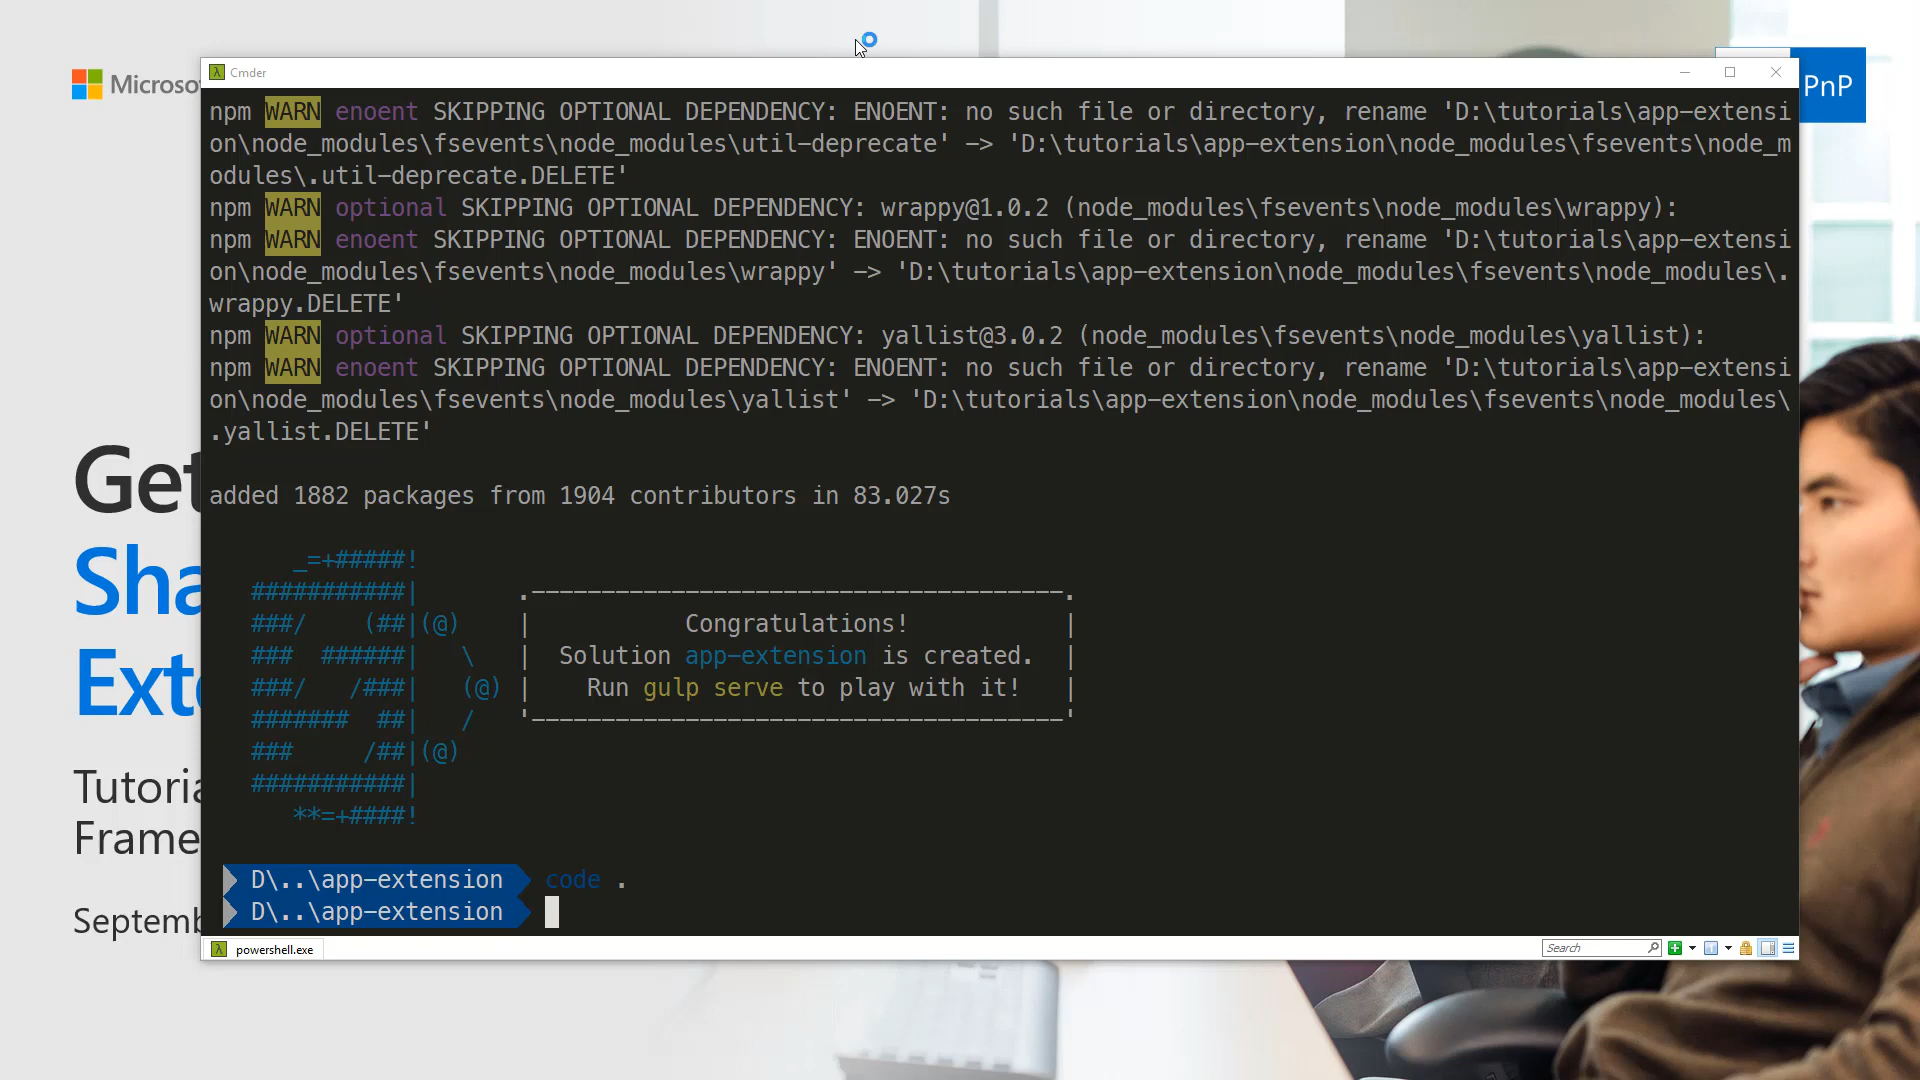 Cmder
Microso
PnP
npm WARN enoent SKIPPING OPTIONAL DEPENDENCY: ENOENT: no such file or directory, rename 'D:\tutorials\app-extensi
on\node_modules\fsevents\node_modules\util-deprecate' -> 'D:\tutorials\app-extension\node_modules\fsevents\node_m
odules\.util-deprecate.DELETE'
npm WARN optional SKIPPING OPTIONAL DEPENDENCY: wrappy@1.0.2 (node_modules\fsevents\node_modules\wrappy):
npm WARN enoent SKIPPING OPTIONAL DEPENDENCY: ENOENT: no such file or directory, rename 'D:\tutorials\app-extensi
on\node_modules\fsevents\node_modules\wrappy' -> 'D:\tutorials\app-extension\node_modules\fsevents\node_modules\.
wrappy.DELETE'
npm WARN optional SKIPPING OPTIONAL DEPENDENCY: yallist@3.0.2 (node_modules\fsevents\node_modules\yallist):
npm WARN enoent SKIPPING OPTIONAL DEPENDENCY: ENOENT: no such file or directory, rename 'D:\tutorials\app-extensi
on\node_modules\fsevents\node_modules\yallist' -> 'D:\tutorials\app-extension\node_modules\fsevents\node_modules\
.yallist.DELETE'
added 1882 packages from 1904 contributors in 83.027s
      _=+#####!
   ###########|       .--------------------------------------.
   ###/    (##|(@)    |           Congratulations!           |
   ###  ######|   \   |  Solution app-extension is created.  |
   ###/   /###|   (@) |    Run gulp serve to play with it!   |
   #######  ##|   /   '--------------------------------------'
   ###     /##|(@)
   ###########|
      **=+####!
D\..\app-extension code .
D\..\app-extension
Get
Sha
Exte
Tutoria
Frame
Septemb
powershell.exe
Search